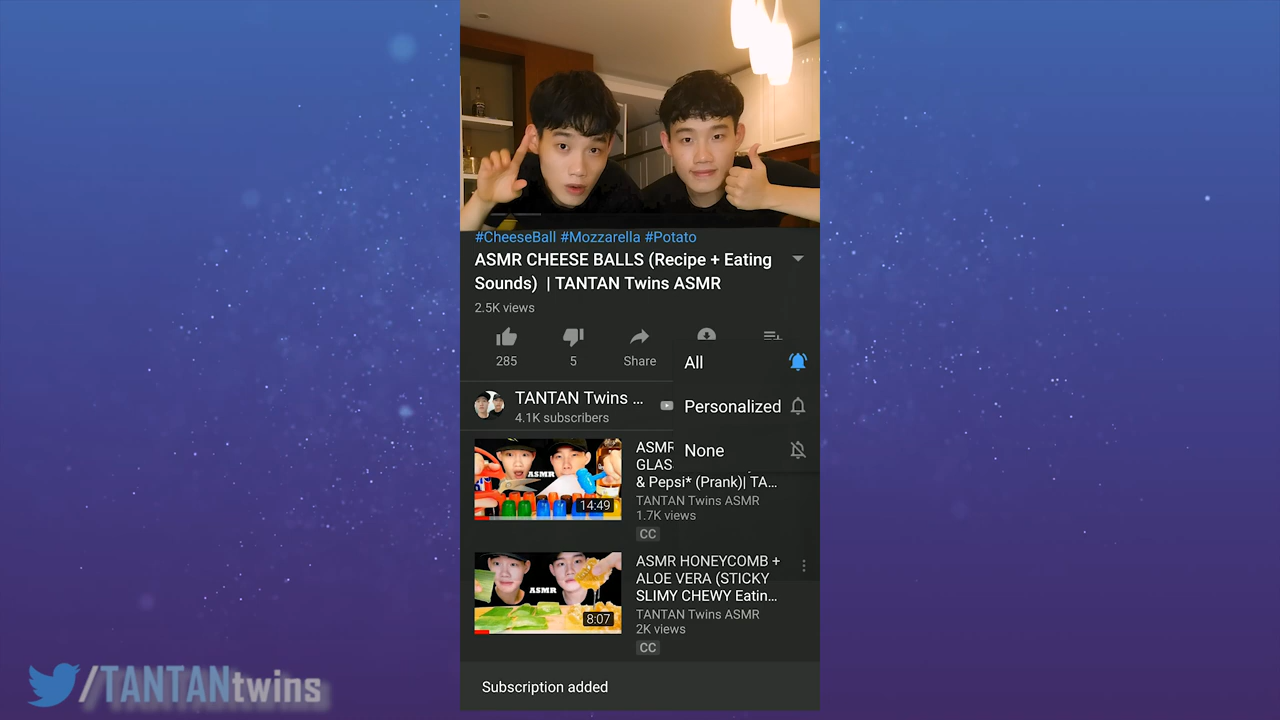 #CheeseBall #Mozzarella #Potato
ASMR CHEESE BALLS (Recipe + Eating
Sounds) | TANTAN Twins ASMR
2.5K views
285
5
Share
All
Personalized
None
TANTAN Twins ...
4.1K subscribers
ASMR
14:49
ASMR
GLAS
& Pepsi* (Prank)| TA...
TANTAN Twins ASMR
1.7K views
CC
ASMR
8:07
ASMR HONEYCOMB +
ALOE VERA (STICKY
SLIMY CHEWY Eatin...
TANTAN Twins ASMR
2K views
CC
Subscription added
/TANTANtwins